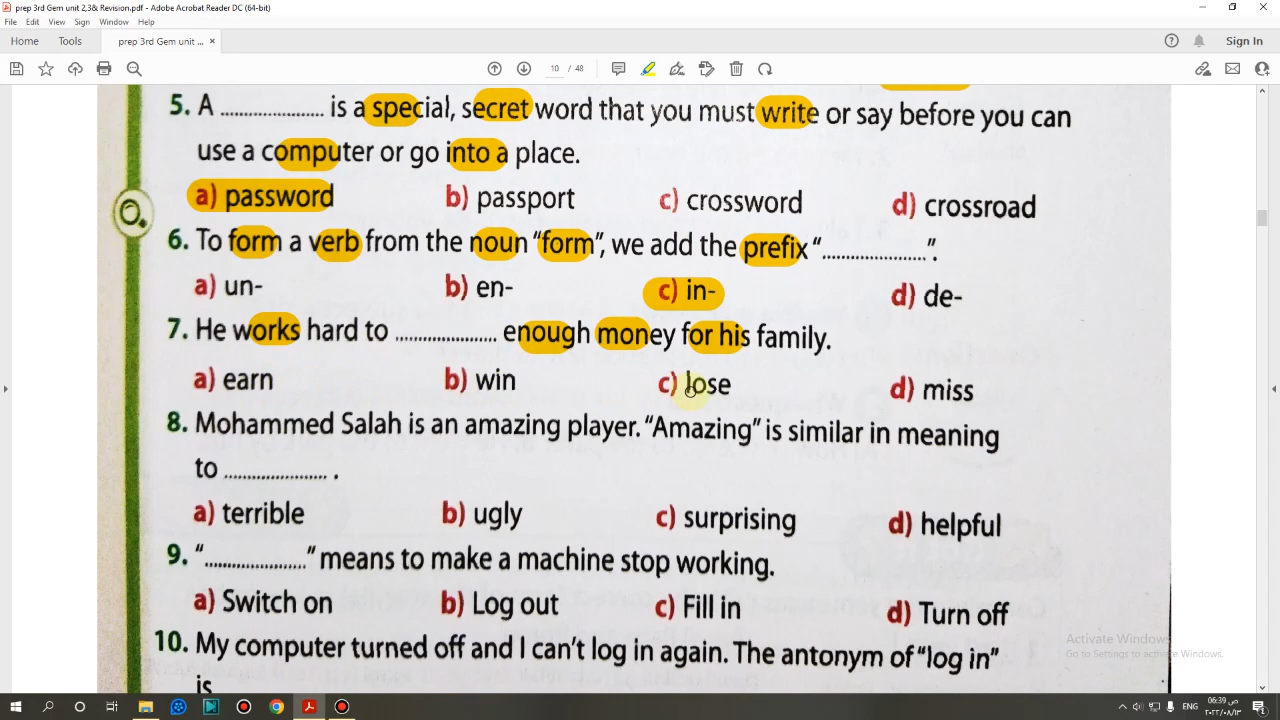 prep 3rd Gem unit 2,3& Revision.pdf - Adobe Acrobat Reader DC (64-bit)
File Edit View Sign Window Help
Home Tools prep 3rd Gem unit ... × Sign In
10 / 48
5. A .................... is a special, secret word that you must write or say before you can
use a computer or go into a place.
a) password b) passport c) crossword d) crossroad
Q.
6. To form a verb from the noun “form”, we add the prefix “....................”.
a) un- b) en- c) in- d) de-
7. He works hard to .................... enough money for his family.
a) earn b) win c) lose d) miss
8. Mohammed Salah is an amazing player. “Amazing” is similar in meaning
to .................... .
a) terrible b) ugly c) surprising d) helpful
9. “....................” means to make a machine stop working.
a) Switch on b) Log out c) Fill in d) Turn off
10. My computer turned off and I can't log in again. The antonym of “log in”
is
Activate Windows
Go to Settings to activate Windows.
ENG 06:39 ص
٢٠٢٢/٠٨/١٣